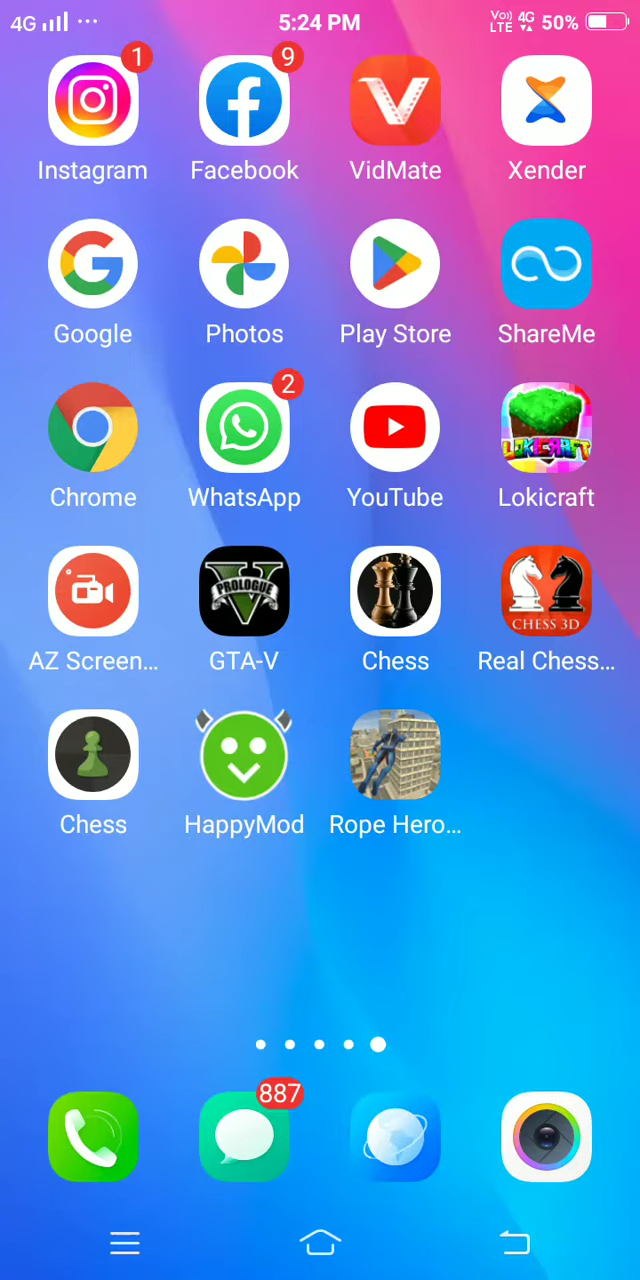 4G ... 5:24 PM Vo) LTE 4G 50%
1 9
Instagram Facebook VidMate Xender
Google Photos Play Store ShareMe
2
LOKICRAFT
Chrome WhatsApp YouTube Lokicraft
PROLOGUE
V
CHESS 3D
AZ Screen... GTA-V Chess Real Chess...
Chess HappyMod Rope Hero...
887